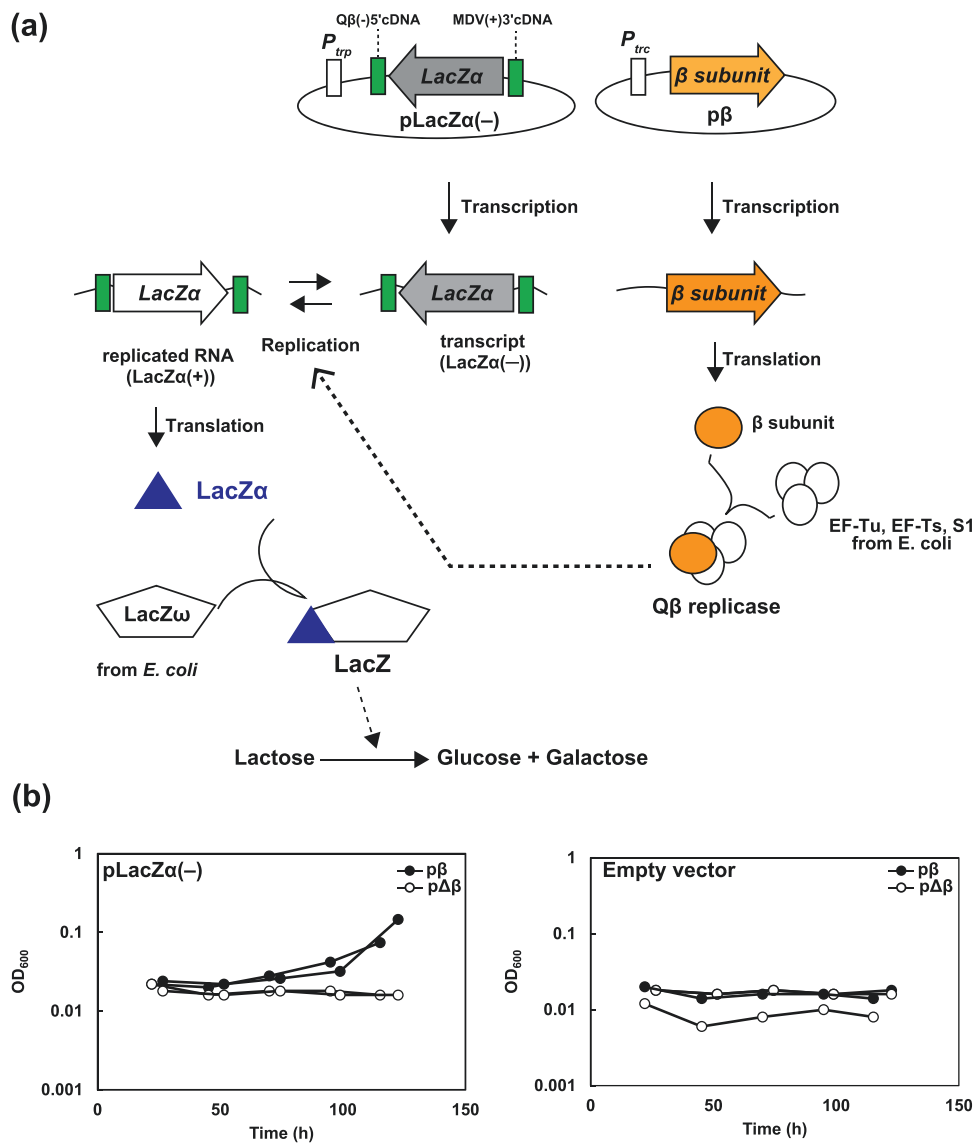 (a)
Qβ(-)5'cDNA
MDV(+)3'cDNA
Ptrp
LacZα
pLacZα(–)
Ptrc
β subunit
pβ
Transcription
Transcription
LacZα
LacZα
β subunit
replicated RNA
(LacZα(+))
Replication
transcript
(LacZα(—))
Translation
Translation
β subunit
LacZα
EF-Tu, EF-Ts, S1
from E. coli
Qβ replicase
LacZω
from E. coli
LacZ
Lactose
Glucose + Galactose
(b)
pLacZα(–)
pβ
pΔβ
OD600
1
0.1
0.01
0.001
0
50
100
150
Time (h)
Empty vector
pβ
pΔβ
OD600
1
0.1
0.01
0.001
0
50
100
150
Time (h)